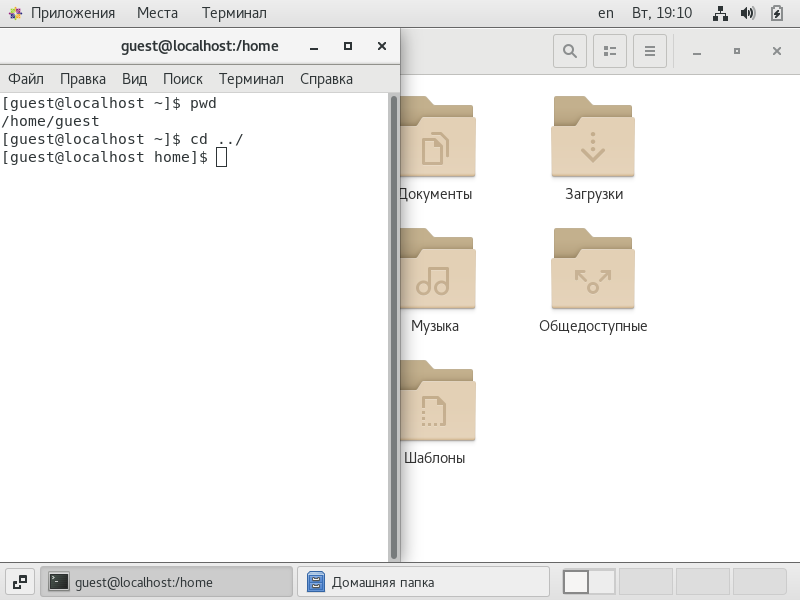 Приложения Места Терминал en Вт, 19:10
guest@localhost:/home
Файл Правка Вид Поиск Терминал Справка
[guest@localhost ~]$ pwd
/home/guest
[guest@localhost ~]$ cd ../
[guest@localhost home]$
Документы Загрузки
Музыка Общедоступные
Шаблоны
guest@localhost:/home Домашняя папка